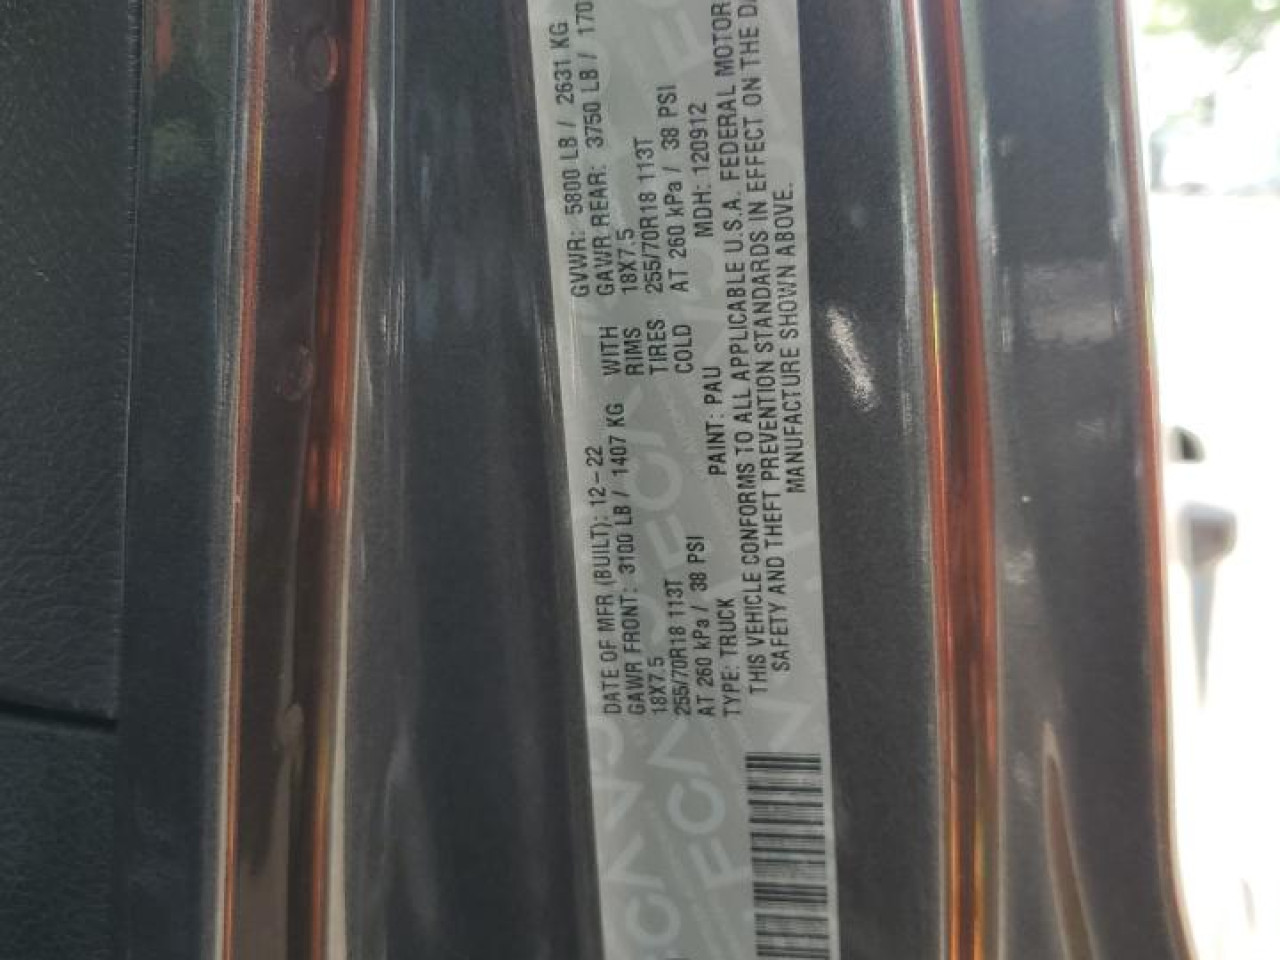 DATE OF MFR (BUILT): 12-22 GVWR: 5800 LB / 2631 KG
GAWR FRONT: 3100 LB / 1407 KG WITH GAWR REAR: 3750 LB / 170
18X7.5 RIMS 18X7.5
255/70R18 113T TIRES 255/70R18 113T
AT 260 kPa / 38 PSI COLD AT 260 kPa / 38 PSI
TYPE: TRUCK PAINT: PAU MDH: 120912
THIS VEHICLE CONFORMS TO ALL APPLICABLE U.S.A. FEDERAL MOTOR
SAFETY AND THEFT PREVENTION STANDARDS IN EFFECT ON THE
MANUFACTURE SHOWN ABOVE.